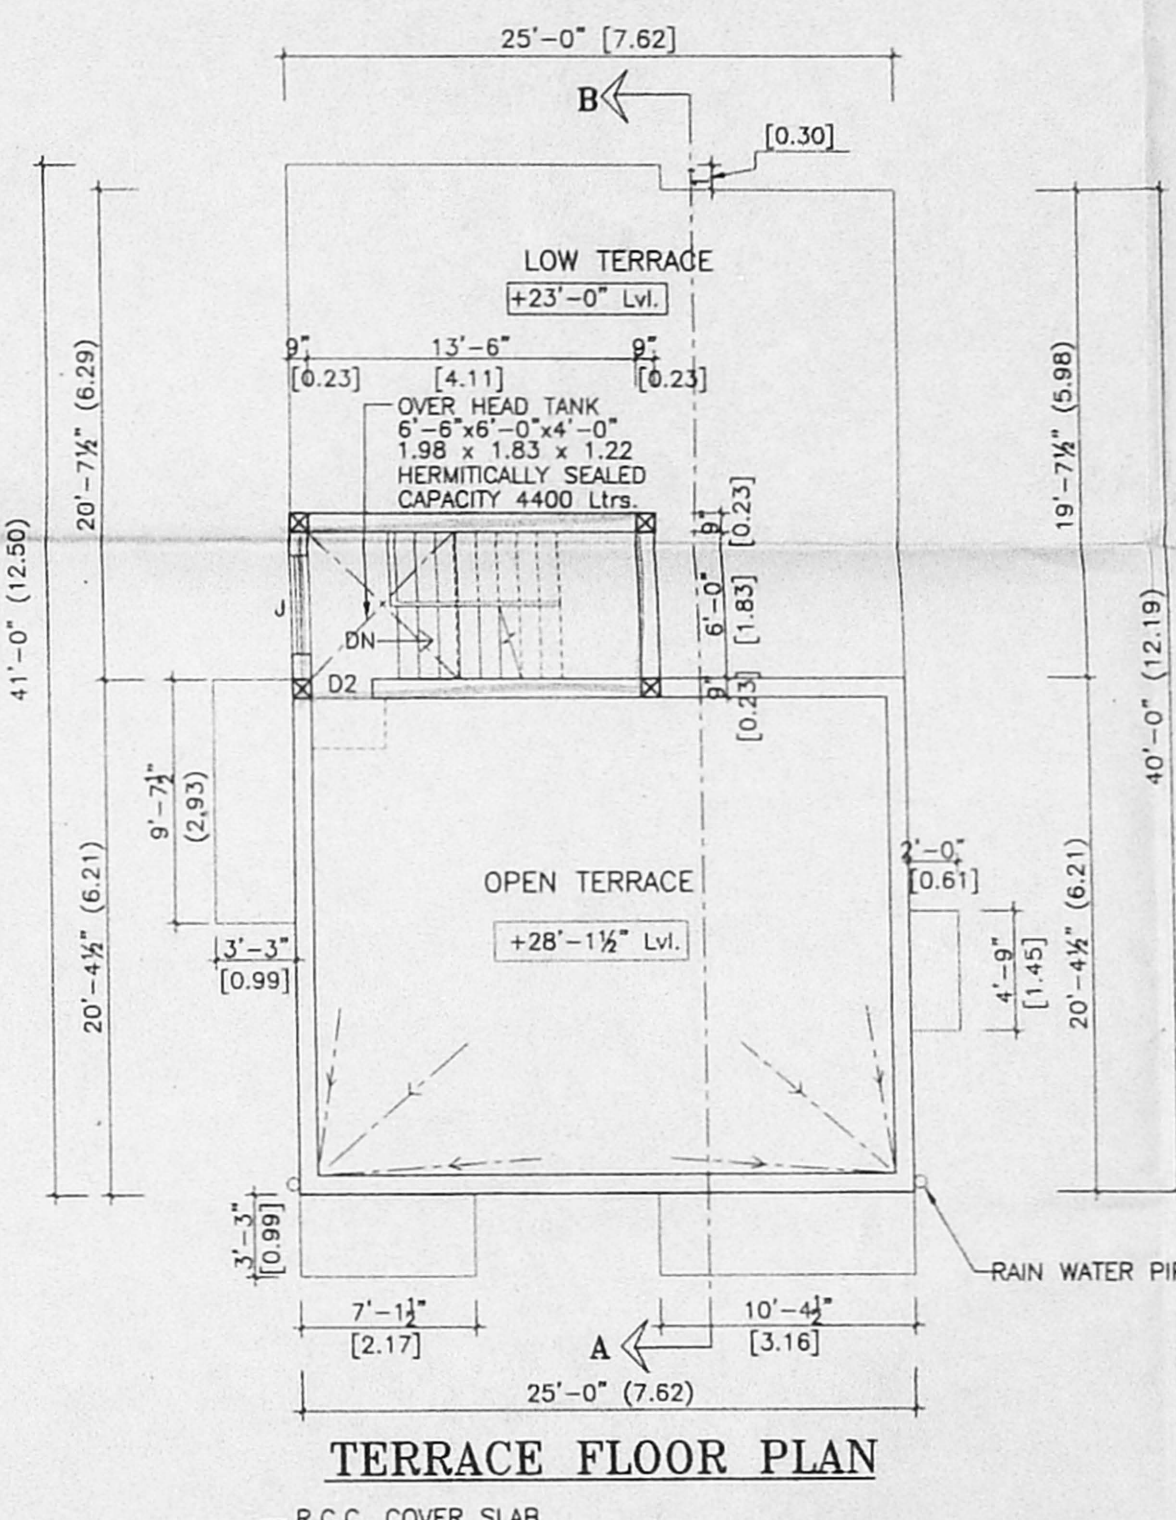 25'-0" [7.62]
B
[0.30]
LOW TERRACE
+23'-0" Lvl.
9" 13'-6" 9"
[0.23] [4.11] [0.23]
OVER HEAD TANK
6'-6"x6'-0"x4'-0"
1.98 x 1.83 x 1.22
HERMITICALLY SEALED
CAPACITY 4400 Ltrs.
20'-7½" (6.29)
41'-0" (12.50)
19'-7½" (5.98)
40'-0" (12.19)
9"
[0.23]
6'-0"
[1.83]
9"
[0.23]
J
DN
D2
9'-7½"
(2,93)
3'-3"
[0.99]
20'-4½" (6.21)
OPEN TERRACE
+28'-1½" Lvl.
2'-0"
[0.61]
4'-9"
[1.45]
20'-4½" (6.21)
3'-3"
[0.99]
RAIN WATER
7'-1½"
[2.17]
10'-4½"
[3.16]
A
25'-0" (7.62)
TERRACE FLOOR PLAN
R.C.C. COVER SLAB